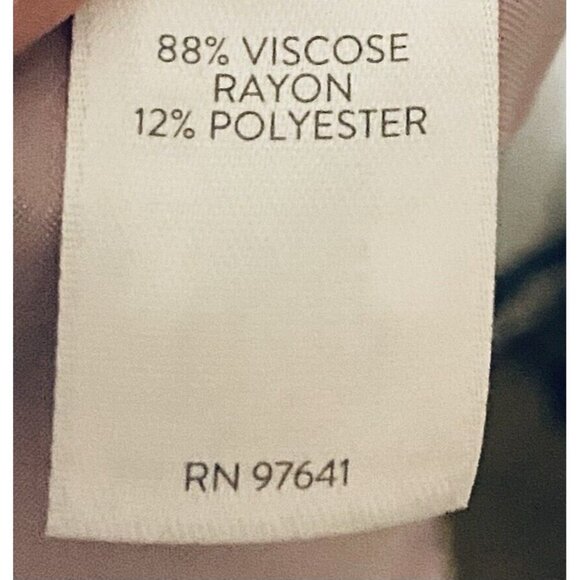 88% VISCOSE
RAYON
12% POLYESTER
RN 97641